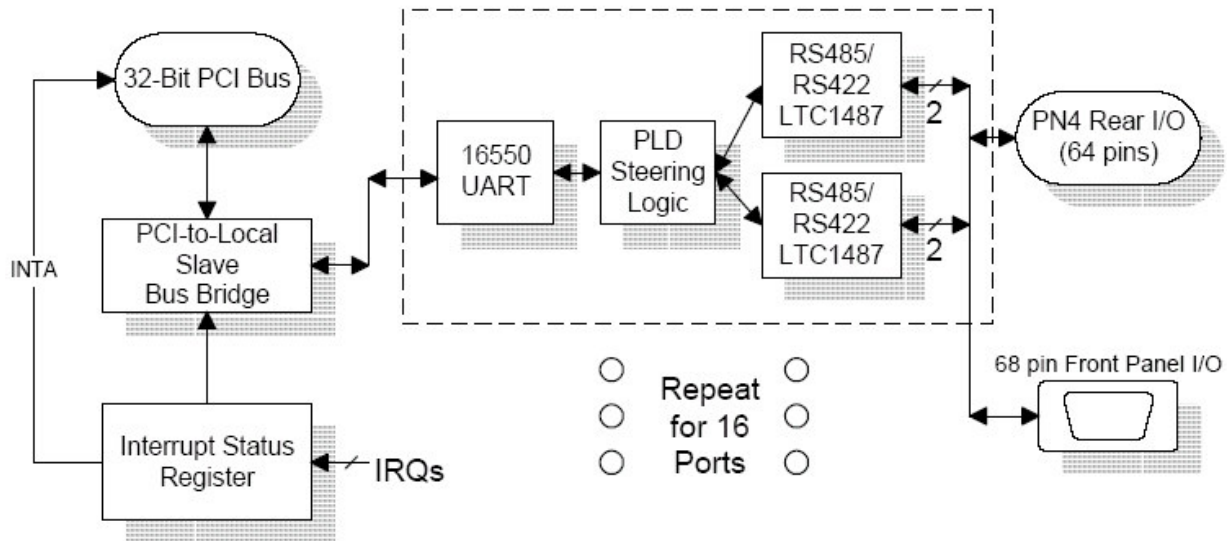 32-Bit PCI Bus
INTA
PCI-to-Local
Slave
Bus Bridge
Interrupt Status
Register
IRQs
16550
UART
PLD
Steering
Logic
RS485/
RS422
LTC1487
2
RS485/
RS422
LTC1487
2
PN4 Rear I/O
(64 pins)
68 pin Front Panel I/O
Repeat
for 16
Ports